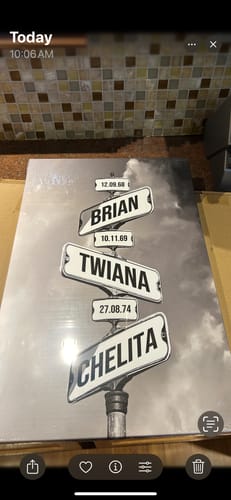 Today
10:06 AM
12.09.68
BRIAN
10.11.69
TWIANA
27.08.74
CHELITA